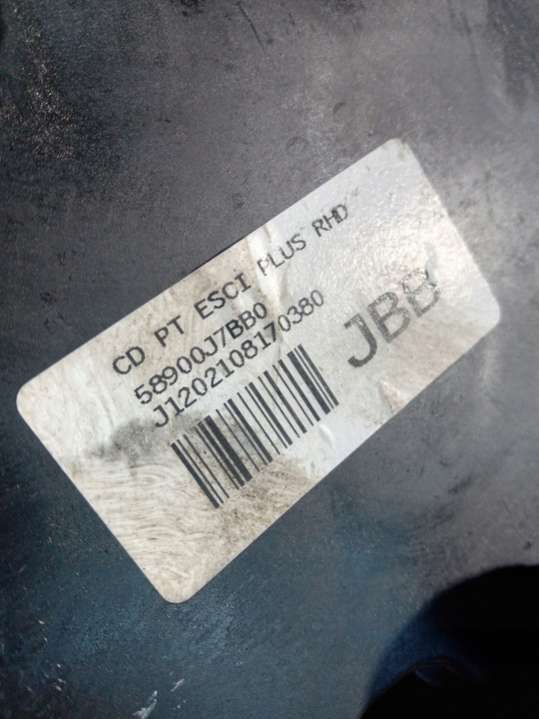 CD PT ESCI PLUS RHD
58900J7BB0
J1202108170380
JBB